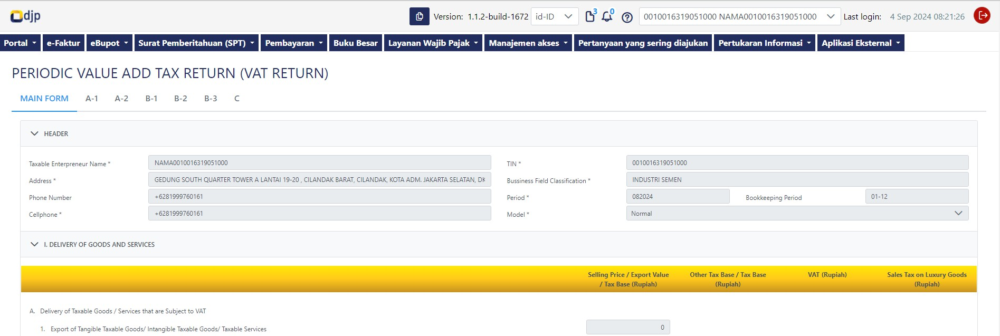 djp
Version: 1.1.2-build-1672 id-ID 3 0 0010016319051000 NAMA0010016319051000 Last login: 4 Sep 2024 08:21:26
Portal e-Faktur eBupot Surat Pemberitahuan (SPT) Pembayaran Buku Besar Layanan Wajib Pajak Manajemen akses Pertanyaan yang sering diajukan Pertukaran Informasi Aplikasi Eksternal
PERIODIC VALUE ADD TAX RETURN (VAT RETURN)
MAIN FORM A-1 A-2 B-1 B-2 B-3 C
HEADER
Taxable Enterpreneur Name * NAMA0010016319051000 TIN * 0010016319051000
Address * GEDUNG SOUTH QUARTER TOWER A LANTAI 19-20 , CILANDAK BARAT, CILANDAK, KOTA ADM. JAKARTA SELATAN, DK Bussiness Field Classification * INDUSTRI SEMEN
Phone Number +6281999760161 Period * 082024 Bookkeeping Period 01-12
Cellphone * +6281999760161 Model * Normal
I. DELIVERY OF GOODS AND SERVICES
Selling Price / Export Value / Tax Base (Rupiah) Other Tax Base / Tax Base (Rupiah) VAT (Rupiah) Sales Tax on Luxury Goods (Rupiah)
A. Delivery of Taxable Goods / Services that are Subject to VAT
1. Export of Tangible Taxable Goods/ Intangible Taxable Goods/ Taxable Services 0